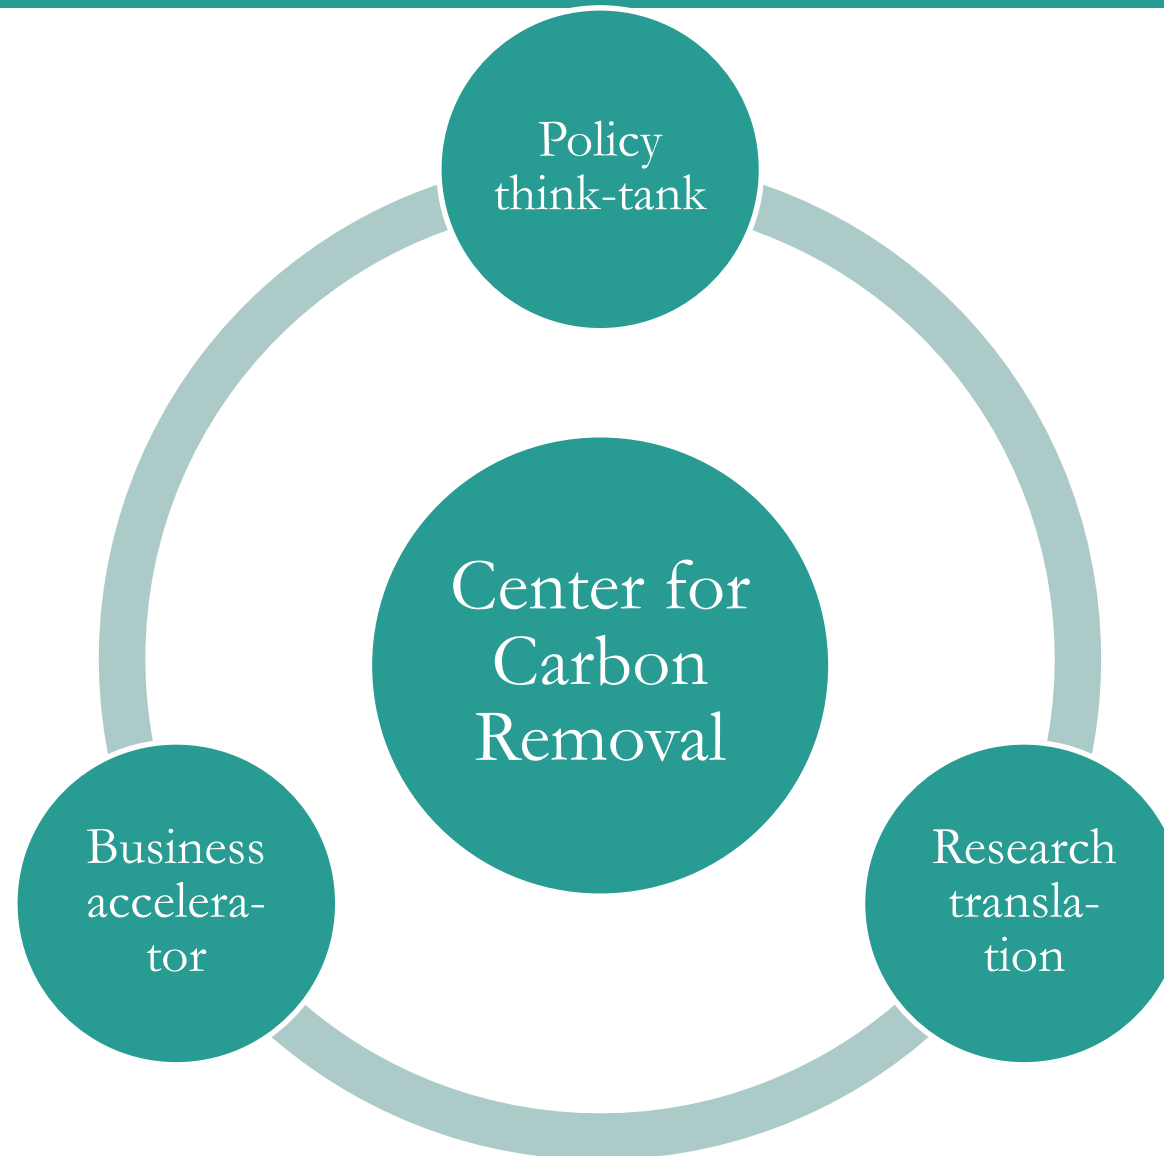 Policy
think-tank
Center for
Carbon
Removal
Business
accelera-
tor
Research
transla-
tion